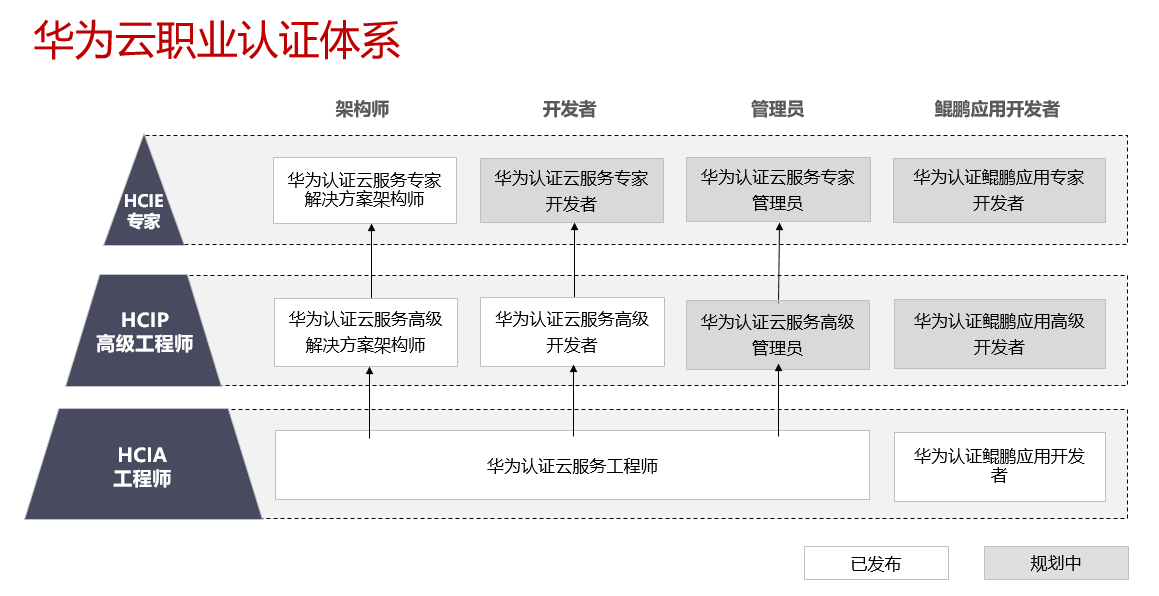 华为云职业认证体系
架构师
开发者
管理员
鲲鹏应用开发者
HCIE
专家
华为认证云服务专家
解决方案架构师
华为认证云服务专家
开发者
华为认证云服务专家
管理员
华为认证鲲鹏应用专家
开发者
HCIP
高级工程师
华为认证云服务高级
解决方案架构师
华为认证云服务高级
开发者
华为认证云服务高级
管理员
华为认证鲲鹏应用高级
开发者
HCIA
工程师
华为认证云服务工程师
华为认证鲲鹏应用开发
者
已发布
规划中